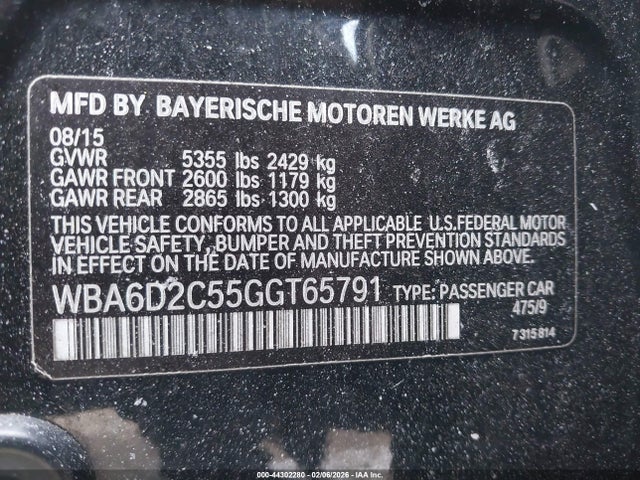 MFD BY BAYERISCHE MOTOREN WERKE AG
08/15
GVWR 5355 lbs 2429 kg
GAWR FRONT 2600 lbs 1179 kg
GAWR REAR 2865 lbs 1300 kg
THIS VEHICLE CONFORMS TO ALL APPLICABLE U.S.FEDERAL MOTOR
VEHICLE SAFETY, BUMPER AND THEFT PREVENTION STANDARDS
IN EFFECT ON THE DATE OF MANUFACTURE SHOWN ABOVE.
WBA6D2C55GGT65791 TYPE: PASSENGER CAR
475/9
7315814
000-44302280 - 02/06/2026 - IAA Inc.